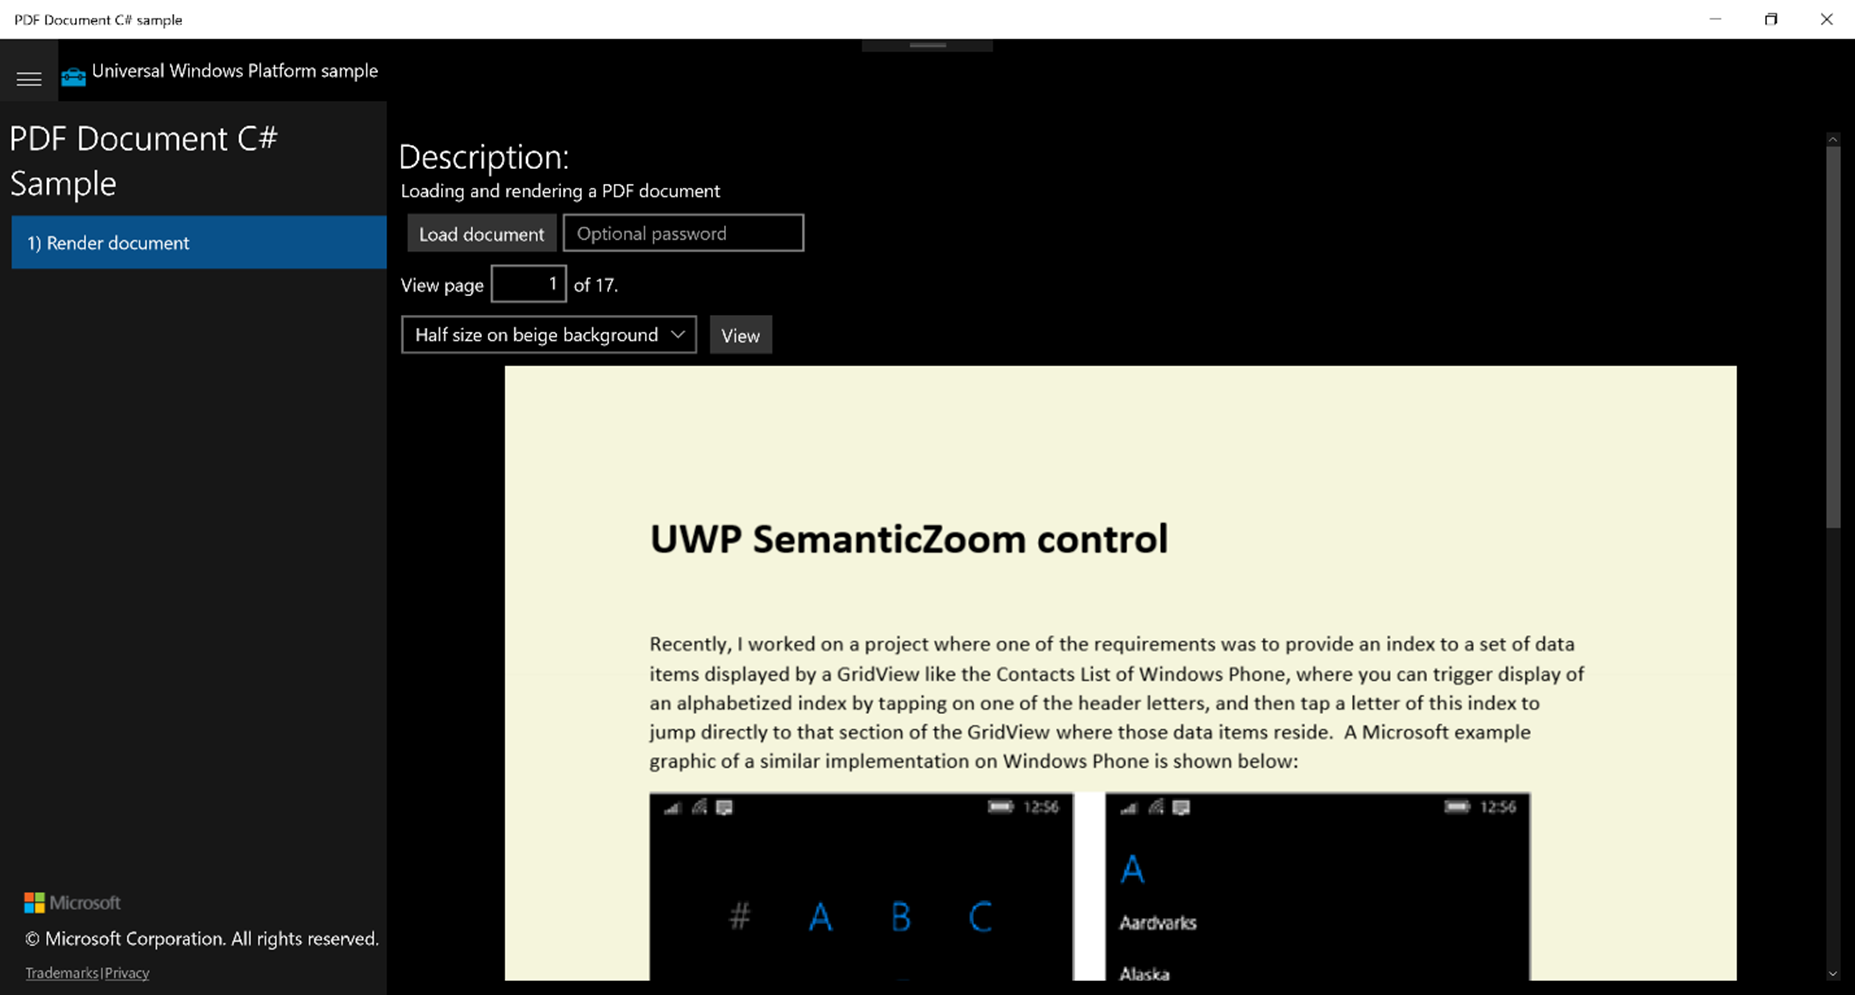 PDF Document C# sample
Universal Windows Platform sample
PDF Document C#
Sample
1) Render document
Description:
Loading and rendering a PDF document
Load document
Optional password
View page 1 of 17.
Half size on beige background
View
UWP SemanticZoom control
Recently, I worked on a project where one of the requirements was to provide an index to a set of data
items displayed by a GridView like the Contacts List of Windows Phone, where you can trigger display of
an alphabetized index by tapping on one of the header letters, and then tap a letter of this index to
jump directly to that section of the GridView where those data items reside.  A Microsoft example
graphic of a similar implementation on Windows Phone is shown below:
12:56
# A B C
12:56
A
Aardvarks
Alaska
Microsoft
© Microsoft Corporation. All rights reserved.
Trademarks|Privacy